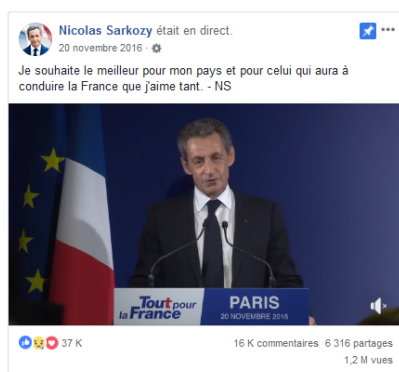 Nicolas Sarkozy était en direct.
20 novembre 2016 ·
Je souhaite le meilleur pour mon pays et pour celui qui aura à
conduire la France que j'aime tant. - NS
Tout pour
la France
PARIS
20 NOVEMBRE 2016
37 K
16 K commentaires 6 316 partages
1,2 M vues